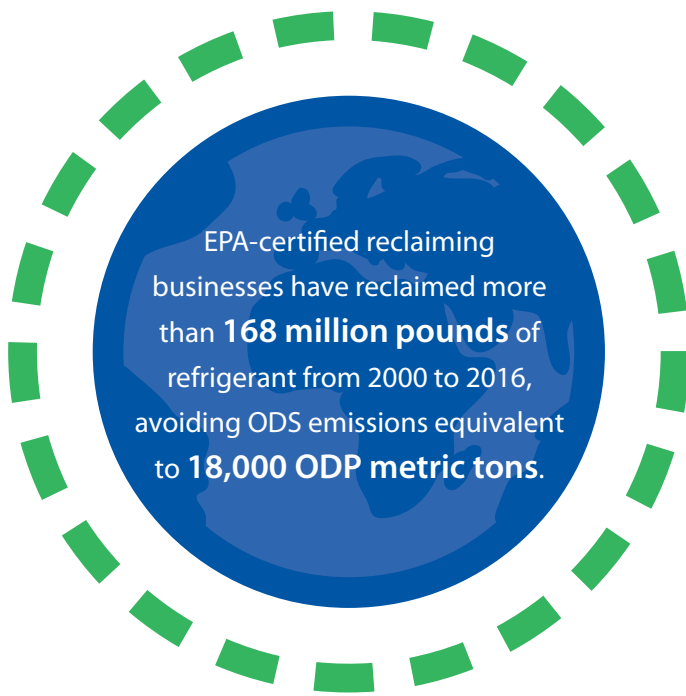 EPA-certified reclaiming
businesses have reclaimed more
than 168 million pounds of
refrigerant from 2000 to 2016,
avoiding ODS emissions equivalent
to 18,000 ODP metric tons.